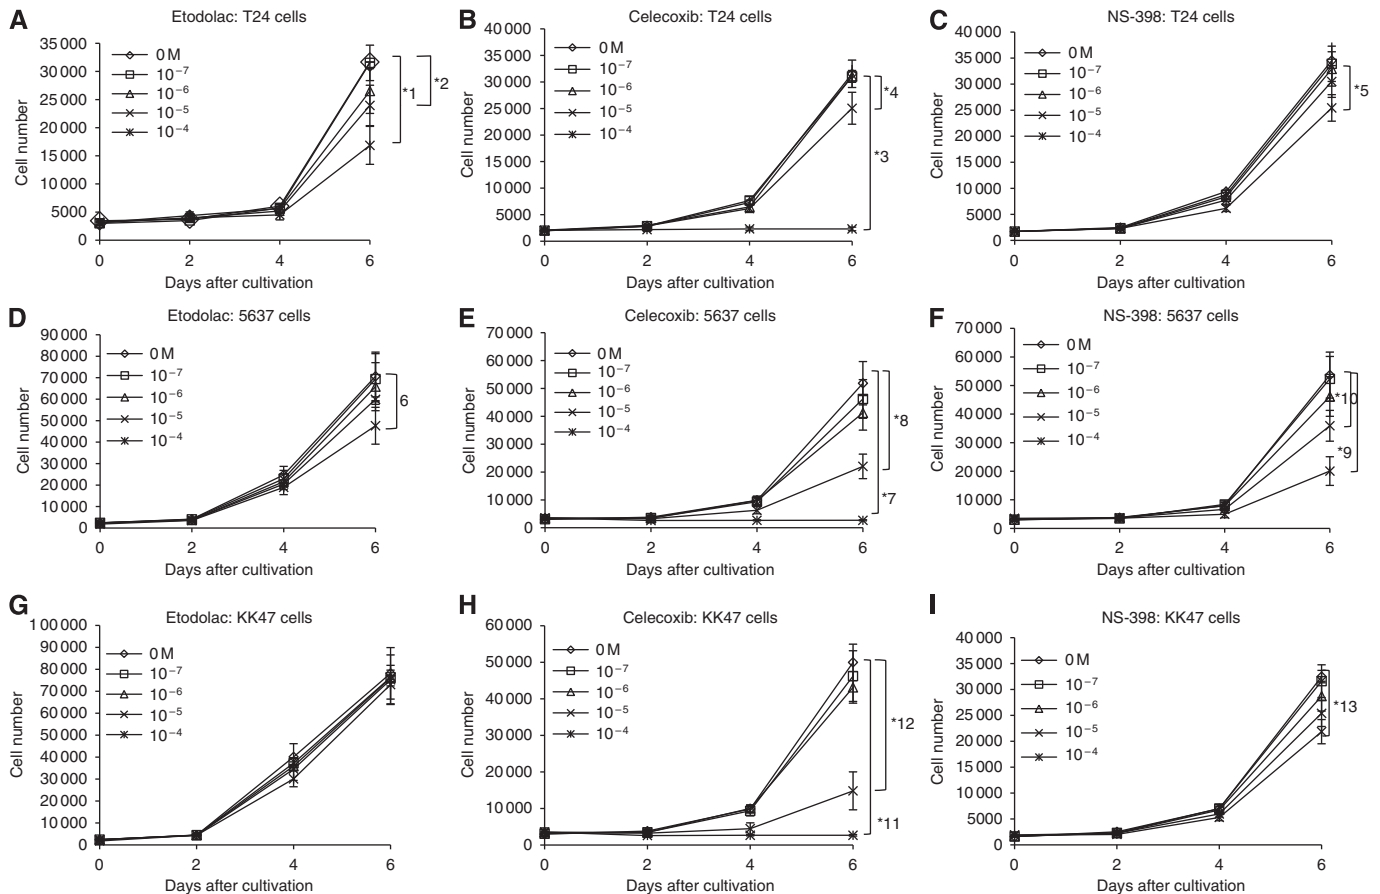 A
Etodolac: T24 cells
Cell number
35 000
30 000
25 000
20 000
15 000
10 000
5000
0
0 M
10⁻⁷
10⁻⁶
10⁻⁵
10⁻⁴
*1
*2
0 2 4 6
Days after cultivation
B
Celecoxib: T24 cells
Cell number
40 000
35 000
30 000
25 000
20 000
15 000
10 000
5000
0
0 M
10⁻⁷
10⁻⁶
10⁻⁵
10⁻⁴
*4
*3
0 2 4 6
Days after cultivation
C
NS-398: T24 cells
Cell number
40 000
35 000
30 000
25 000
20 000
15 000
10 000
5000
0
0 M
10⁻⁷
10⁻⁶
10⁻⁵
10⁻⁴
*5
0 2 4 6
Days after cultivation
D
Etodolac: 5637 cells
Cell number
90 000
80 000
70 000
60 000
50 000
40 000
30 000
20 000
10 000
0
0 M
10⁻⁷
10⁻⁶
10⁻⁵
10⁻⁴
6
0 2 4 6
Days after cultivation
E
Celecoxib: 5637 cells
Cell number
70 000
60 000
50 000
40 000
30 000
20 000
10 000
0
0 M
10⁻⁷
10⁻⁶
10⁻⁵
10⁻⁴
*8
*7
0 2 4 6
Days after cultivation
F
NS-398: 5637 cells
Cell number
70 000
60 000
50 000
40 000
30 000
20 000
10 000
0
0 M
10⁻⁷
10⁻⁶
10⁻⁵
10⁻⁴
*10
*9
0 2 4 6
Days after cultivation
G
Etodolac: KK47 cells
Cell number
1 00 000
90 000
80 000
70 000
60 000
50 000
40 000
30 000
20 000
10 000
0
0 M
10⁻⁷
10⁻⁶
10⁻⁵
10⁻⁴
0 2 4 6
Days after cultivation
H
Celecoxib: KK47 cells
Cell number
60 000
50 000
40 000
30 000
20 000
10 000
0
0 M
10⁻⁷
10⁻⁶
10⁻⁵
10⁻⁴
*12
*11
0 2 4 6
Days after cultivation
I
NS-398: KK47 cells
Cell number
40 000
35 000
30 000
25 000
20 000
15 000
10 000
5000
0
0 M
10⁻⁷
10⁻⁶
10⁻⁵
10⁻⁴
*13
0 2 4 6
Days after cultivation